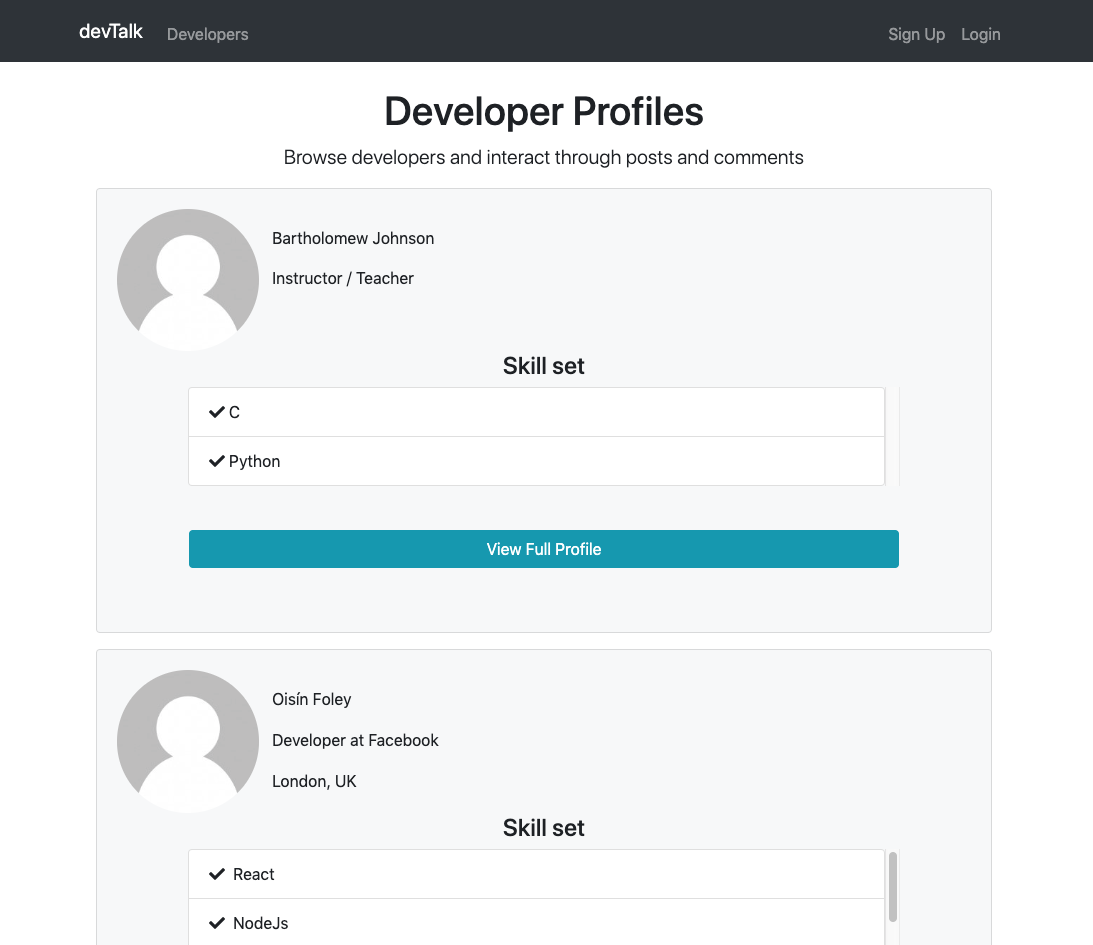 devTalk Developers Sign Up Login
Developer Profiles
Browse developers and interact through posts and comments
Bartholomew Johnson
Instructor / Teacher
Skill set
C
Python
View Full Profile
Oisín Foley
Developer at Facebook
London, UK
Skill set
React
NodeJs